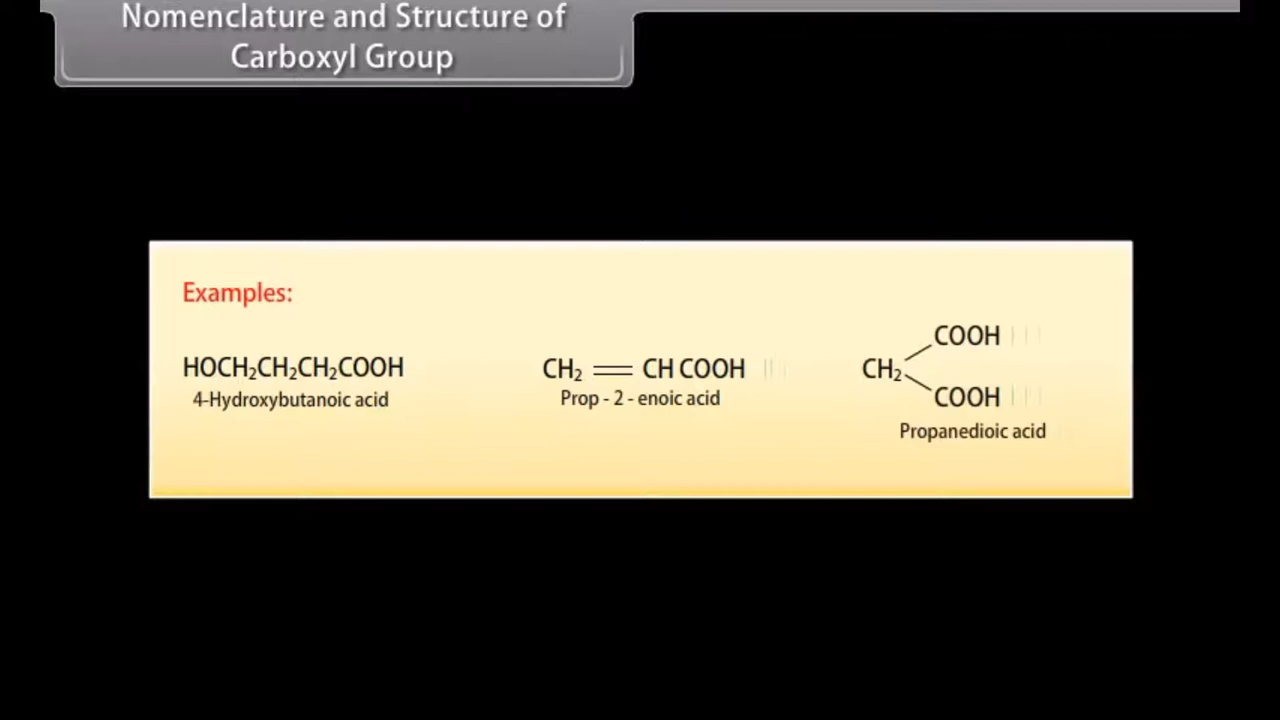 Nomenclature and Structure of
Carboxyl Group
Examples:
HOCH₂CH₂CH₂COOH
4-Hydroxybutanoic acid
CH₂ = CH COOH
Prop - 2 - enoic acid
COOH
CH₂
COOH
Propanedioic acid